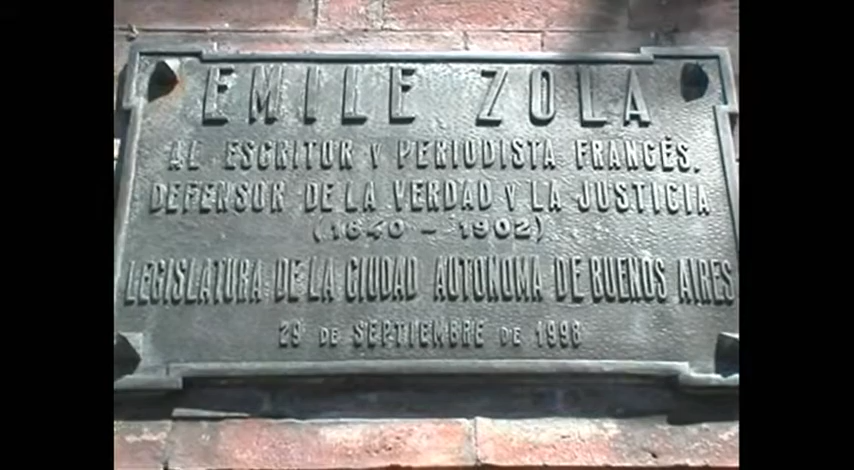 EMILE ZOLA
AL ESCRITOR Y PERIODISTA FRANCÉS,
DEFENSOR DE LA VERDAD Y LA JUSTICIA
(1840 - 1902)
LEGISLATURA DE LA CIUDAD AUTONOMA DE BUENOS AIRES
29 DE SEPTIEMBRE DE 1998